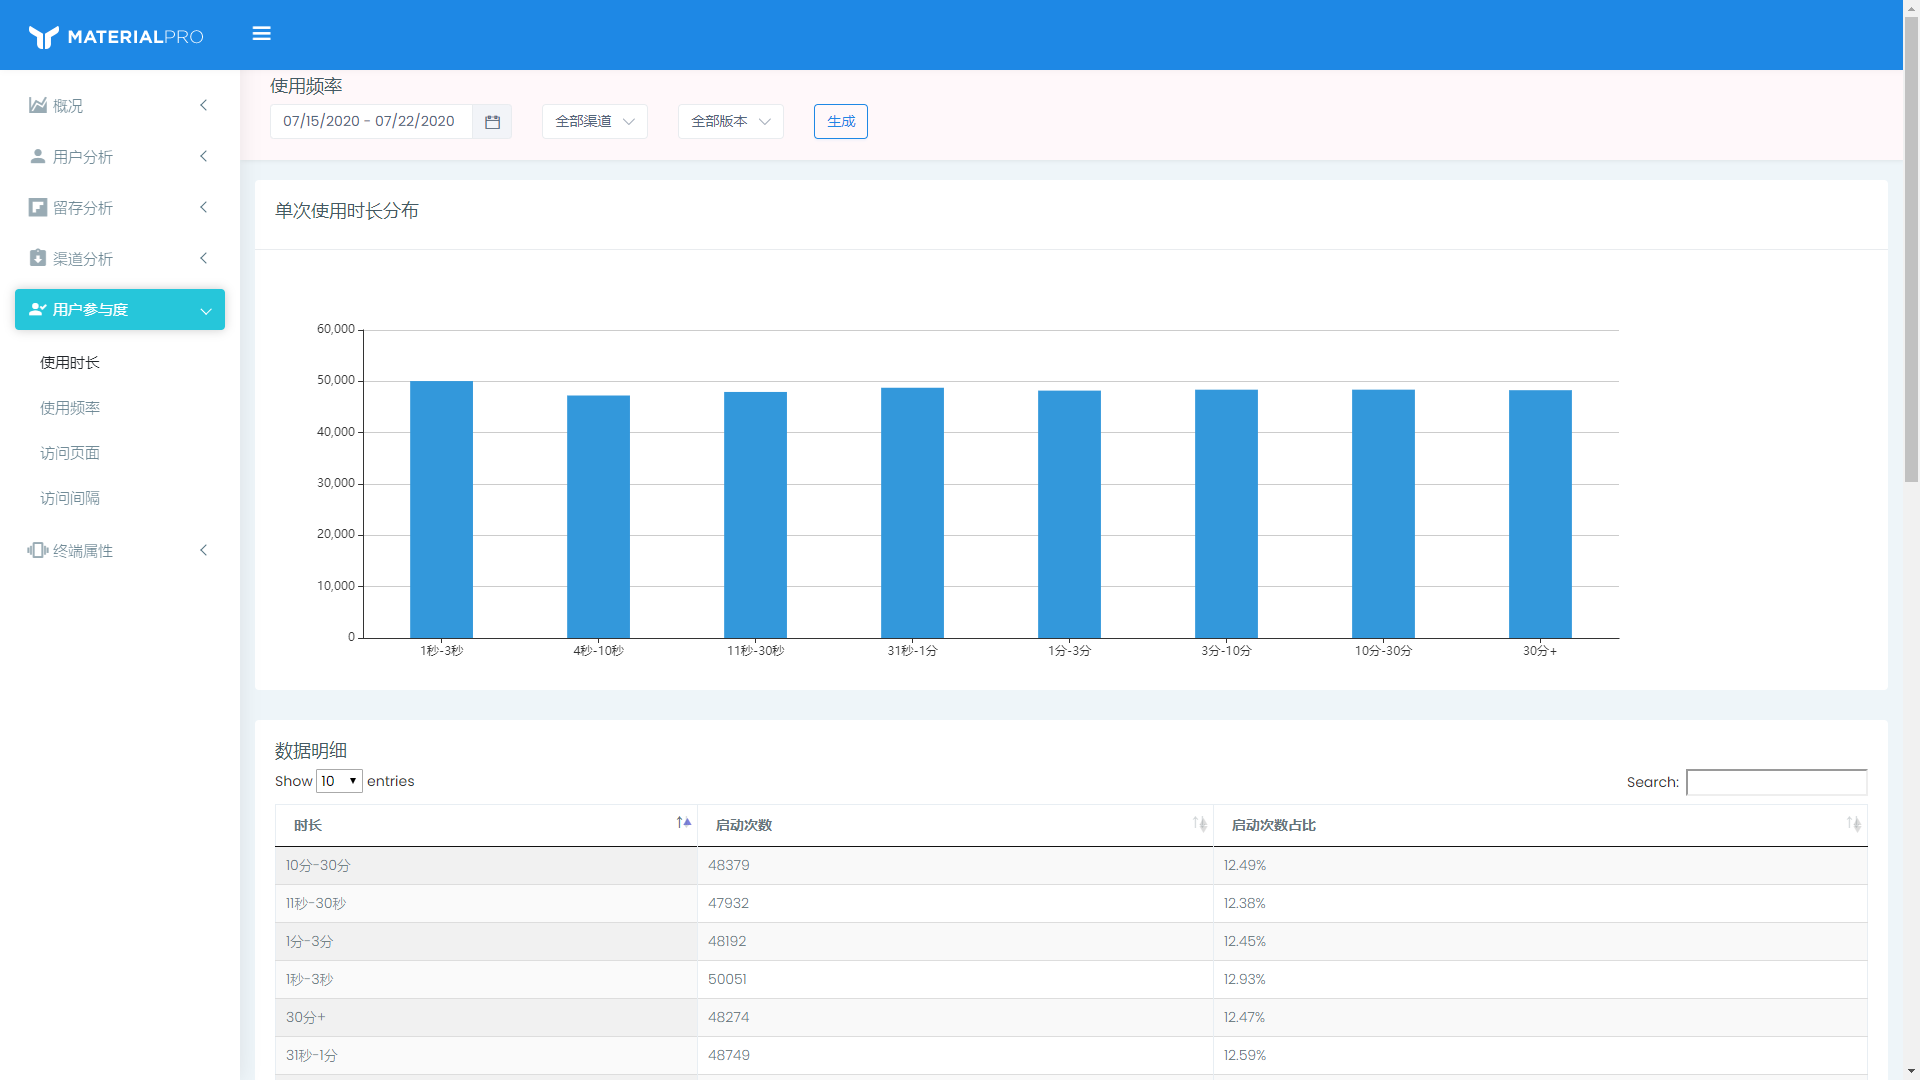 MATERIALPRO
概况
用户分析
留存分析
渠道分析
用户参与度
使用时长
使用频率
访问页面
访问间隔
终端属性
使用频率
07/15/2020 - 07/22/2020
全部渠道
全部版本
生成
单次使用时长分布
60,000
50,000
40,000
30,000
20,000
10,000
0
1秒-3秒
4秒-10秒
11秒-30秒
31秒-1分
1分-3分
3分-10分
10分-30分
30分+
数据明细
Show 10 entries
Search:
时长 启动次数 启动次数占比
10分-30分 48379 12.49%
11秒-30秒 47932 12.38%
1分-3分 48192 12.45%
1秒-3秒 50051 12.93%
30分+ 48274 12.47%
31秒-1分 48749 12.59%